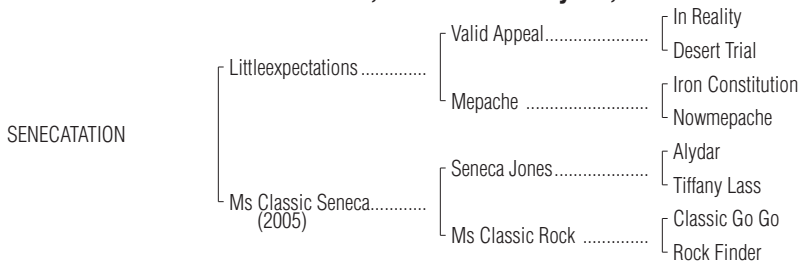 In Reality
Valid Appeal
Desert Trial
Littleexpectations
Iron Constitution
Mepache
Nowmepache
SENECATATION
Alydar
Seneca Jones
Tiffany Lass
Ms Classic Seneca
(2005)
Classic Go Go
Ms Classic Rock
Rock Finder